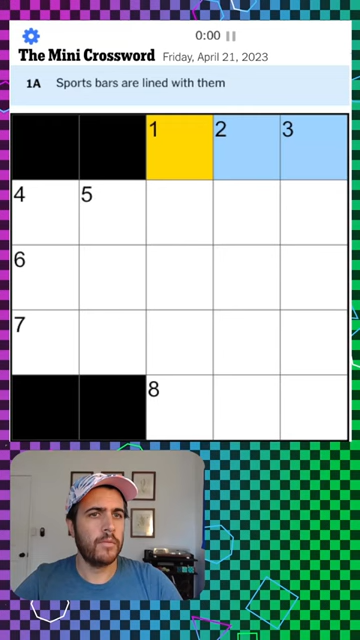 0:00
The Mini Crossword Friday, April 21, 2023
1A Sports bars are lined with them
1 2 3
4 5
6
7
8